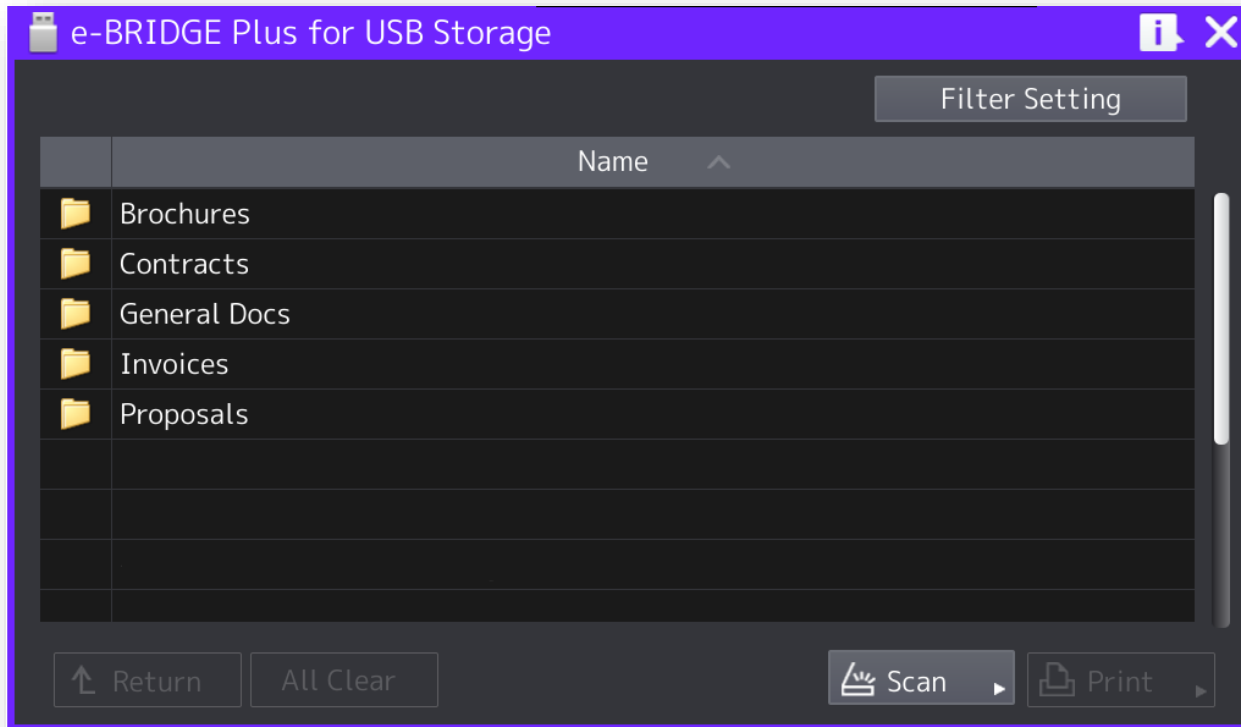 e-BRIDGE Plus for USB Storage
Filter Setting
Name
Brochures
Contracts
General Docs
Invoices
Proposals
Return All Clear Scan Print